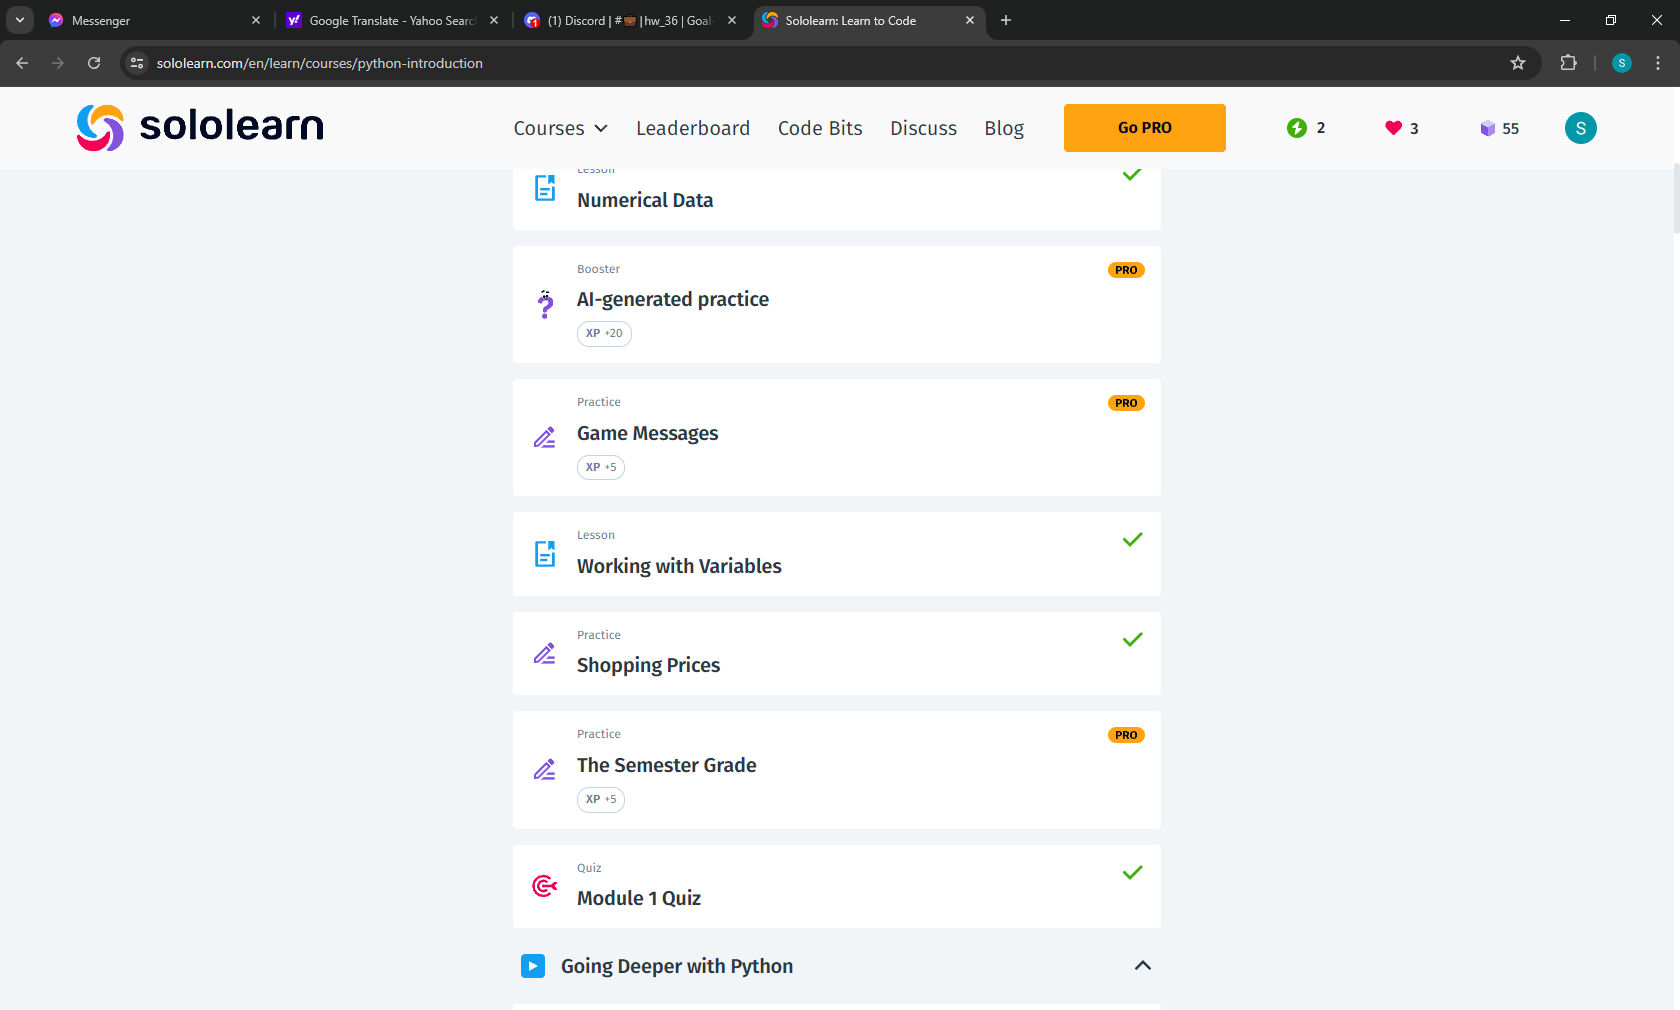 Messenger
Google Translate - Yahoo Searc
(1) Discord | #💼|hw_36 | Goal-
Sololearn: Learn to Code
sololearn.com/en/learn/courses/python-introduction
S
sololearn
Courses
Leaderboard
Code Bits
Discuss
Blog
Go PRO
2
3
55
S
Lesson
Numerical Data
Booster
PRO
AI-generated practice
XP +20
Practice
PRO
Game Messages
XP +5
Lesson
Working with Variables
Practice
Shopping Prices
Practice
PRO
The Semester Grade
XP +5
Quiz
Module 1 Quiz
Going Deeper with Python